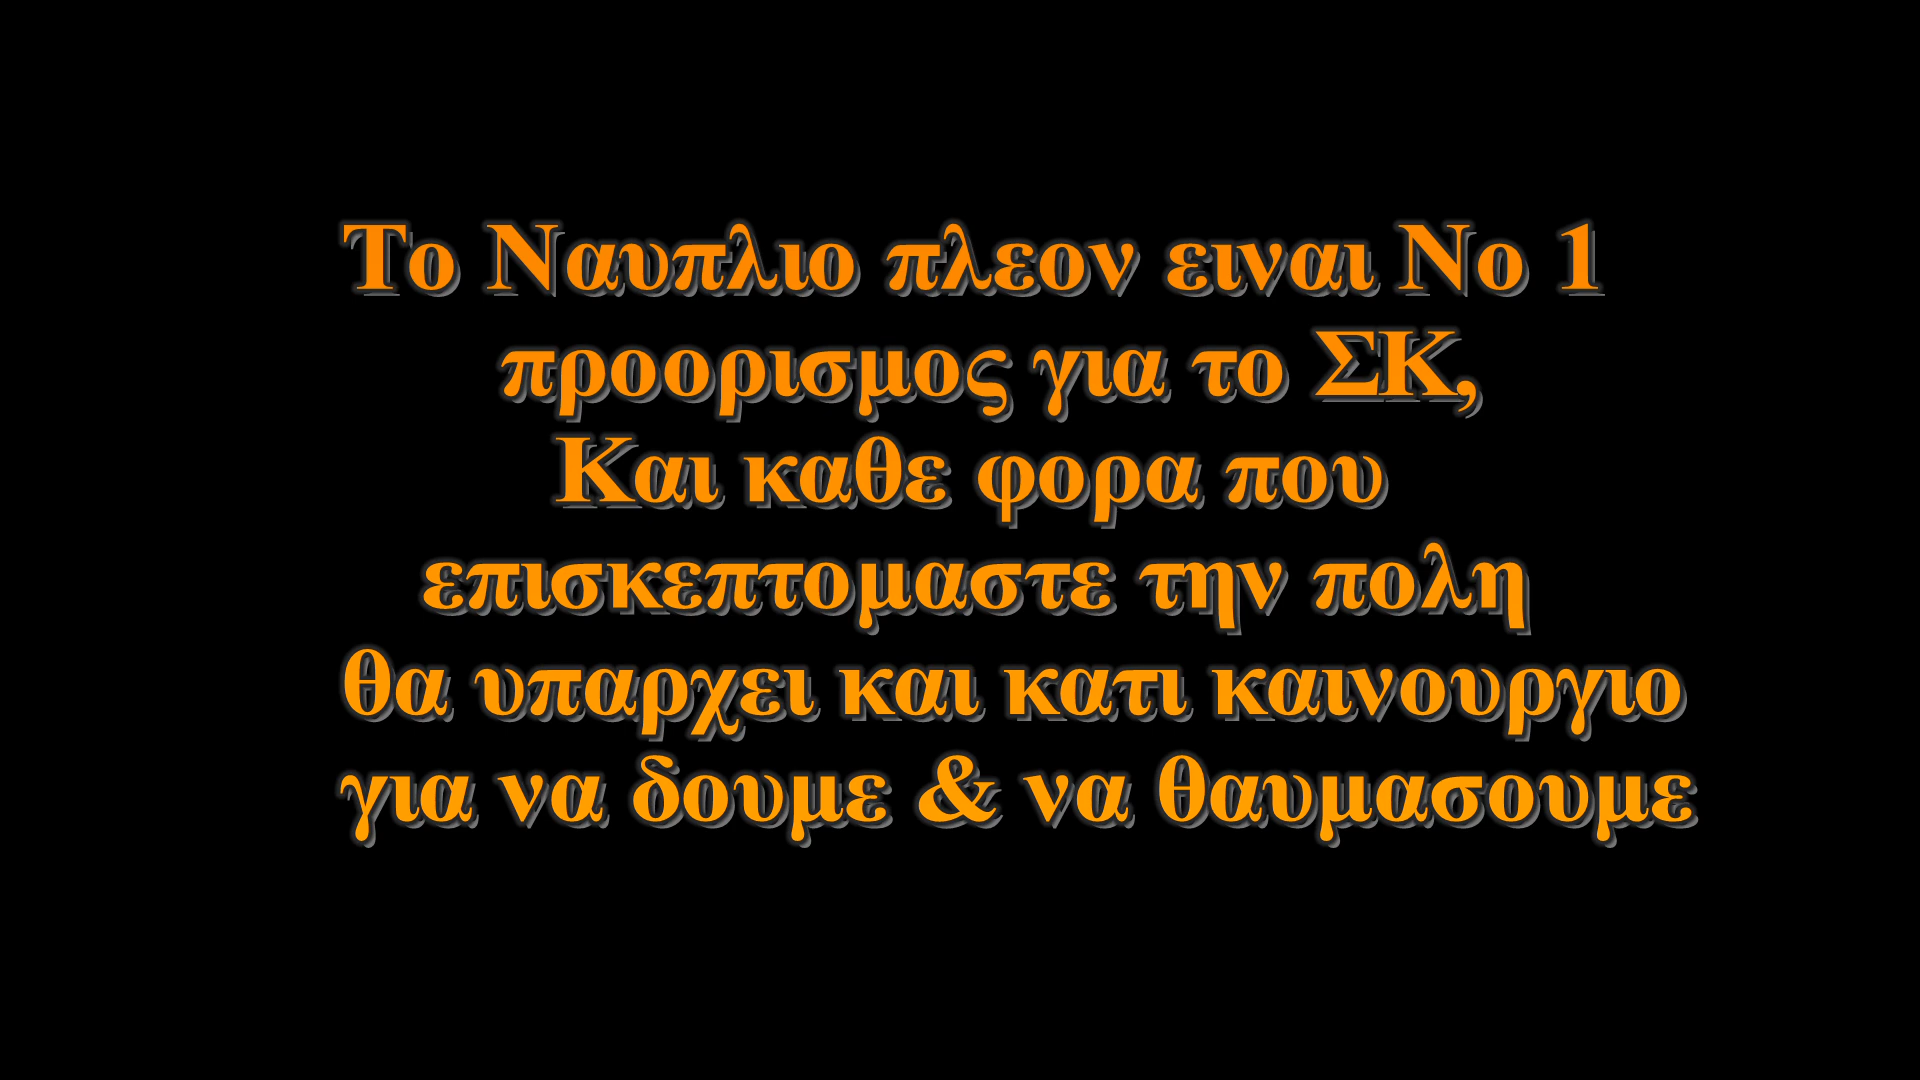 Το Ναυπλιο πλεον ειναι Νο 1
προορισμος για το ΣΚ,
Και καθε φορα που
επισκεπτομαστε την πολη
θα υπαρχει και κατι καινουργιο
για να δουμε & να θαυμασουμε